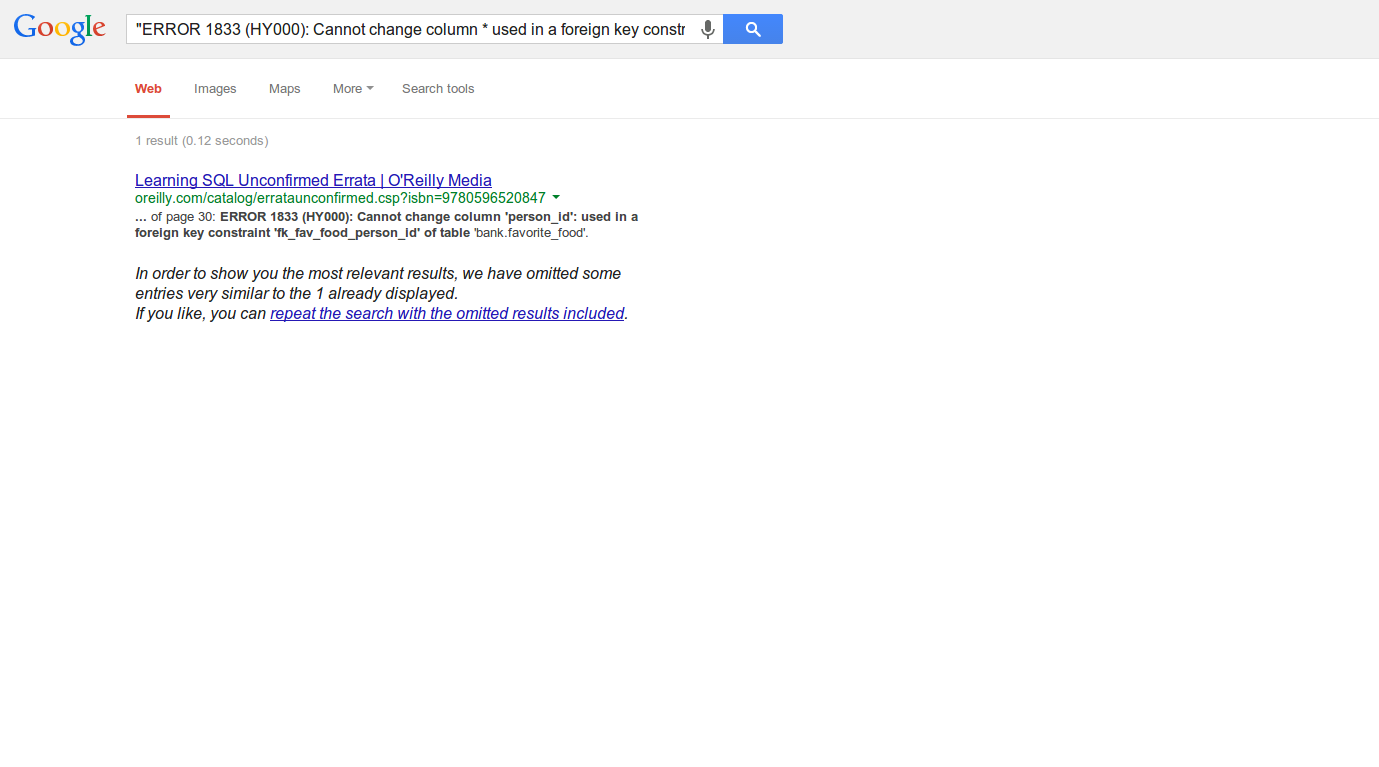 Google
"ERROR 1833 (HY000): Cannot change column * used in a foreign key constr
Web Images Maps More Search tools
1 result (0.12 seconds)
Learning SQL Unconfirmed Errata | O'Reilly Media
oreilly.com/catalog/errataunconfirmed.csp?isbn=9780596520847
... of page 30: ERROR 1833 (HY000): Cannot change column 'person_id': used in a
foreign key constraint 'fk_fav_food_person_id' of table 'bank.favorite_food'.
In order to show you the most relevant results, we have omitted some
entries very similar to the 1 already displayed.
If you like, you can repeat the search with the omitted results included.